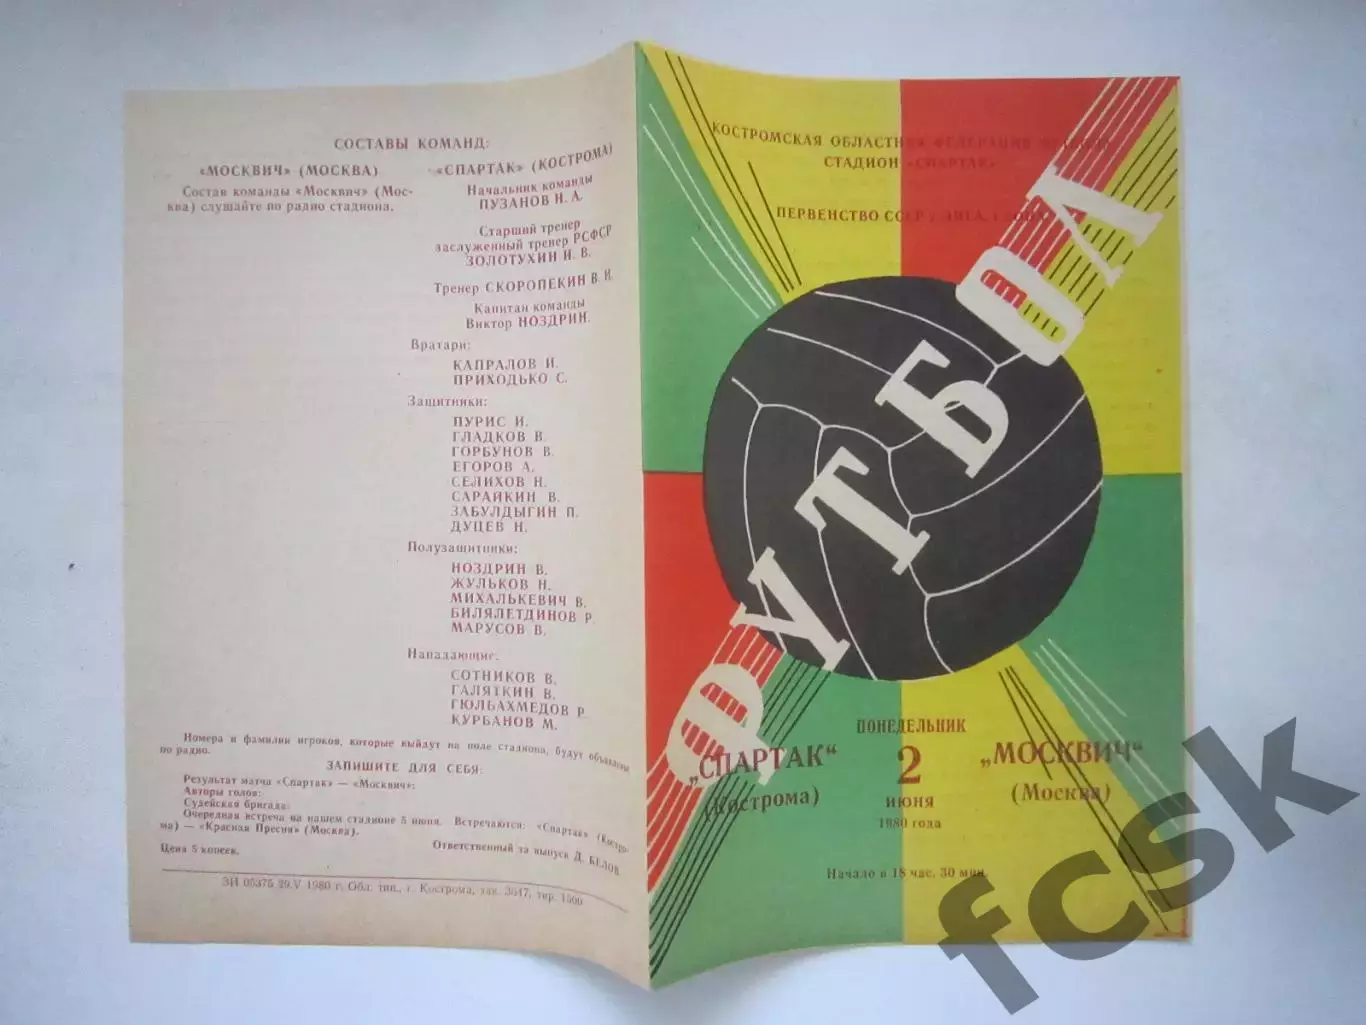 СОСТАВЫ КОМАНД:
«МОСКВИЧ» (МОСКВА)
Состав команды «Москвич» (Мос-
ква) слушайте по радио стадиона.
«СПАРТАК» (КОСТРОМА)
Начальник команды
ПУЗАНОВ Н. А.
Старший тренер
заслуженный тренер РСФСР
ЗОЛОТУХИН И. В.
Тренер СКОРОПЕКИН В. И.
Капитан команды
Виктор НОЗДРИН.
Вратари:
КАПРАЛОВ И.
ПРИХОДЬКО С.
Защитники:
ПУРИС И.
ГЛАДКОВ В.
ГОРБУНОВ В.
ЕГОРОВ А.
СЕЛИХОВ Н.
САРАЙКИН В.
ЗАБУЛДЫГИН П.
ДУЦЕВ Н.
Полузащитники:
НОЗДРИН В.
ЖУЛЬКОВ Н.
МИХАЛЬКЕВИЧ В.
БИЛЯЛЕТДИНОВ Р.
МАРУСОВ В.
Нападающие:
СОТНИКОВ В.
ГАЛЯТКИН В.
ГЮЛЬАХМЕДОВ Р.
КУРБАНОВ М.
Номера и фамилии игроков, которые выйдут на поле стадиона, будут объявлены
по радио.
ЗАПИШИТЕ ДЛЯ СЕБЯ:
Результат матча «Спартак» — «Москвич»:
Авторы голов:
Судейская бригада:
Очередная встреча на нашем стадионе 5 июня. Встречаются: «Спартак» (Костро-
ма) — «Красная Пресня» (Москва).
Цена 5 копеек.
Ответственный за выпуск Д. БЕЛОВ
ЗИ 05375 29.V 1980 г. Обл. тип., г. Кострома, зак. 3517, тир. 1500
КОСТРОМСКАЯ ОБЛАСТНАЯ ФЕДЕРАЦИЯ ФУТБОЛА
СТАДИОН «СПАРТАК»
ПЕРВЕНСТВО СССР ЛИГА
ФУТБОЛ
ПОНЕДЕЛЬНИК
2
ИЮНЯ
1980 года
„СПАРТАК“
(Кострома)
„МОСКВИЧ“
(Москва)
Начало в 18 час. 30 мин.
fcsk